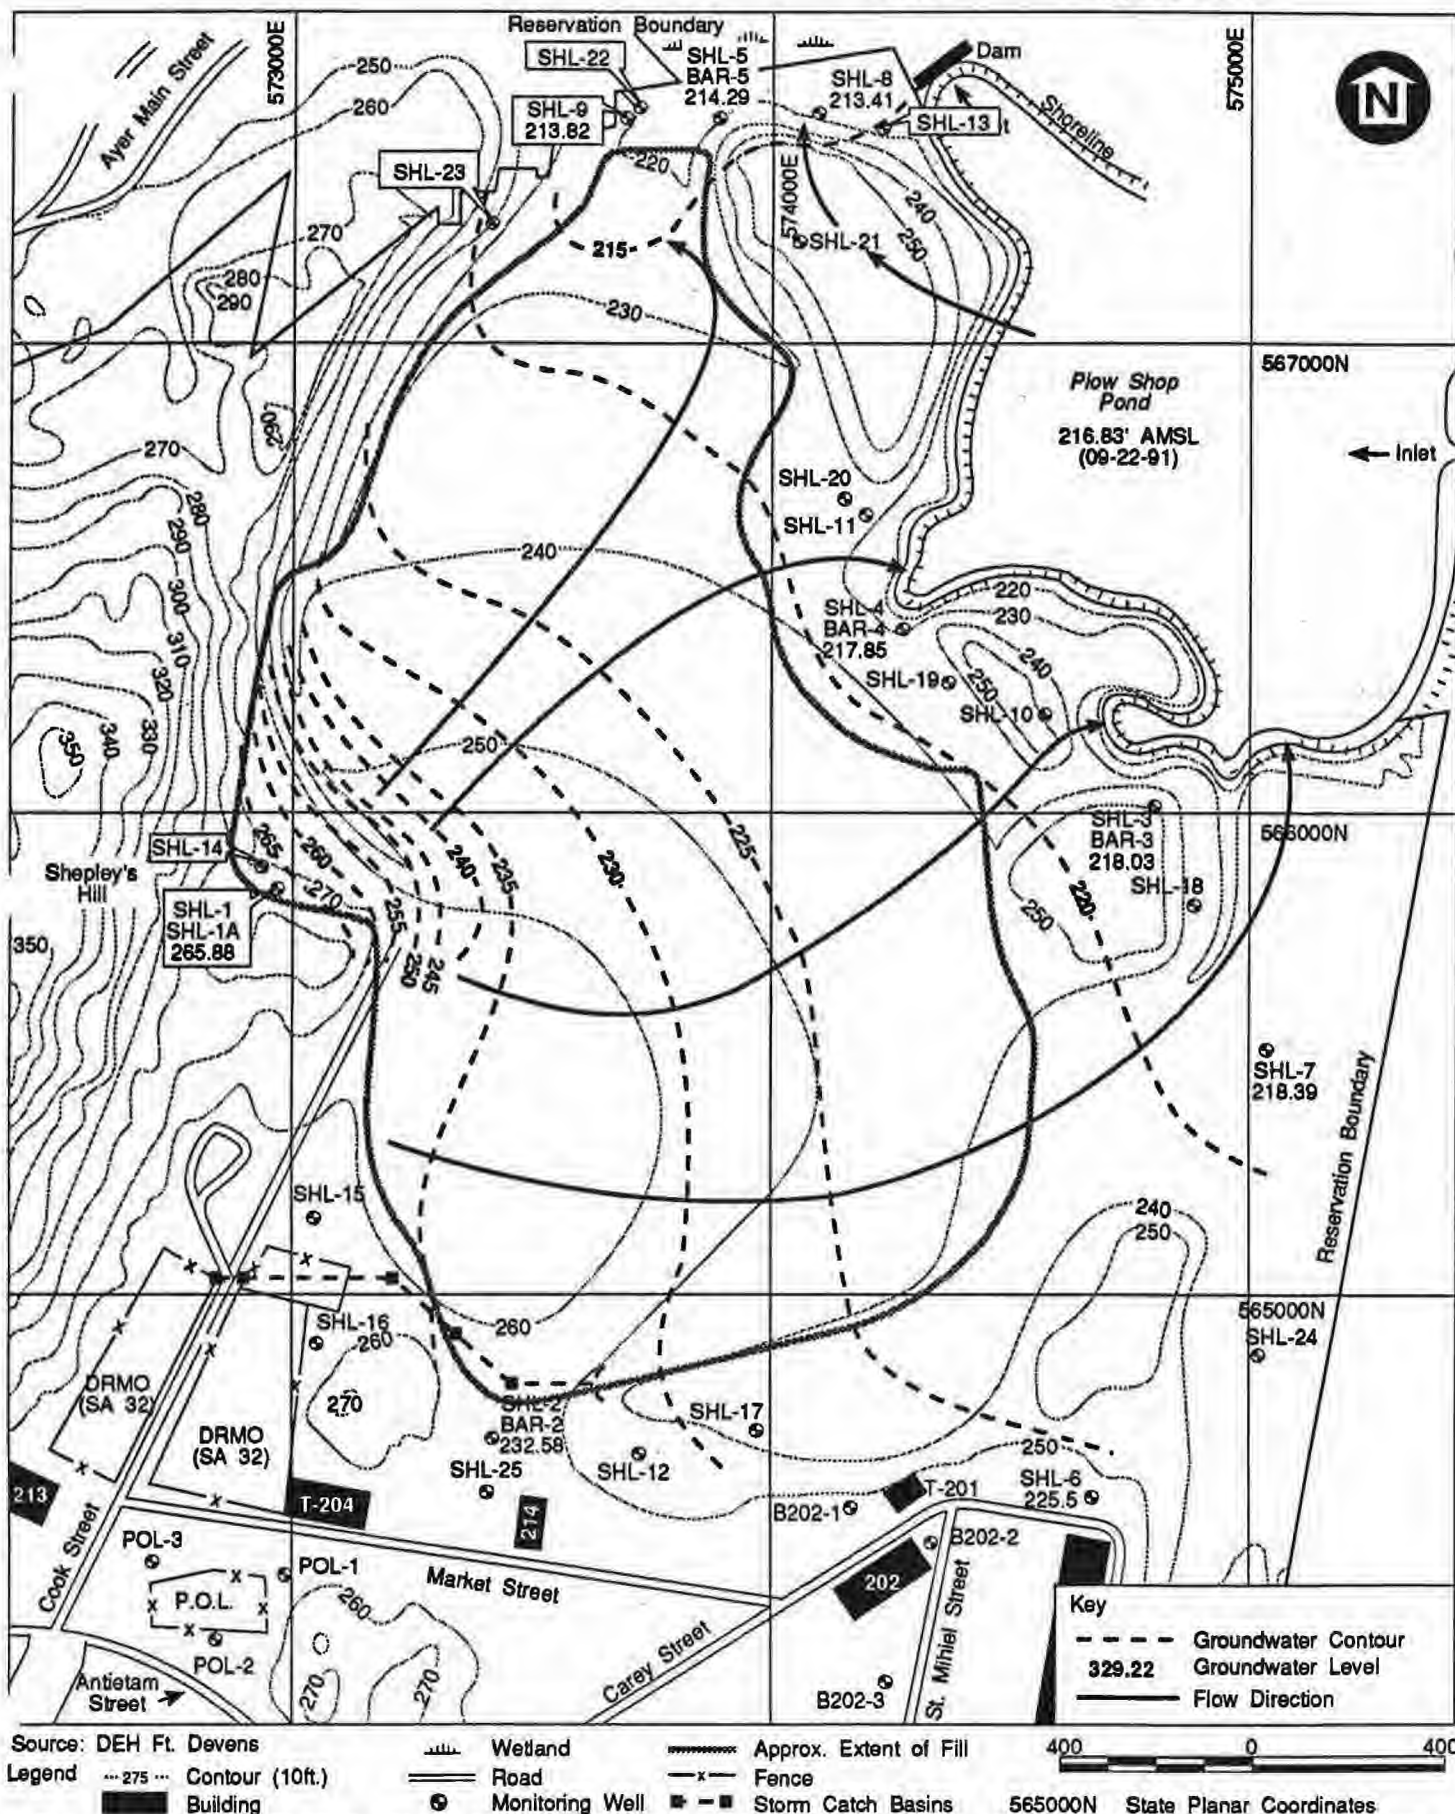 Reservation Boundary
573000E
575000E
Ayer Main Street
250
SHL-22
SHL-5
BAR-5
214.29
Dam
N
260
SHL-9
213.82
SHL-8
213.41
SHL-13
t
Shoreline
220
SHL-23
574000E
240
250
270
215
SHL-21
280
290
230
567000N
Plow Shop
Pond
216.83' AMSL
(09-22-91)
Inlet
260
270
SHL-20
SHL-11
280
290
240
300
220
230
SHL-4
BAR-4
217.85
310
240
320
SHL-19
250
SHL-10
330
340
350
250
225
566000N
SHL-3
BAR-3
218.03
SHL-14
265
260
240
235
230
Shepley's
Hill
SHL-18
220
270
SHL-1
SHL-1A
265.88
255
250
350
250
245
SHL-7
218.39
Reservation Boundary
SHL-15
240
250
565000N
SHL-24
SHL-16
260
260
DRMO
(SA 32)
270
SHL-2
BAR-2
232.58
SHL-17
DRMO
(SA 32)
250
SHL-25
SHL-12
SHL-6
225.5
213
T-204
214
T-201
B202-1
Cook Street
POL-3
POL-1
Market Street
B202-2
202
P.O.L.
260
Key
Groundwater Contour
329.22 Groundwater Level
Flow Direction
POL-2
Antietam
Street
270
270
Carey Street
B202-3
St. Mihiel Street
Source: DEH Ft. Devens
Wetland
Approx. Extent of Fill
400 0 400
Legend
275 Contour (10ft.)
Road
x Fence
Building
Monitoring Well
Storm Catch Basins
565000N State Planar Coordinates